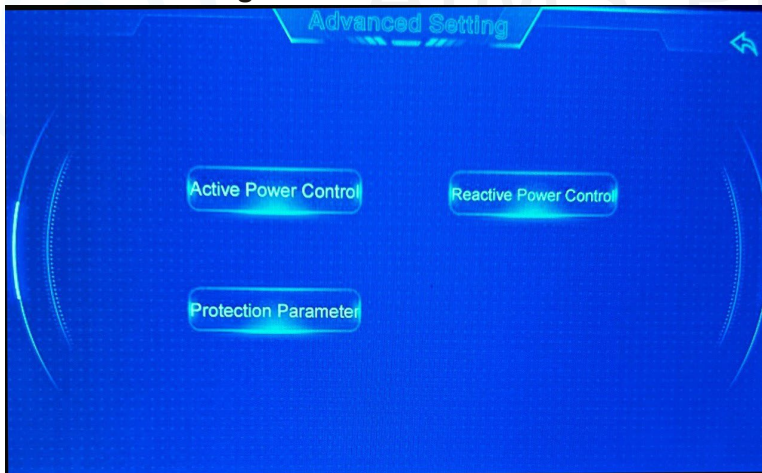 Advanced Setting
Active Power Control
Reactive Power Control
Protection Parameter